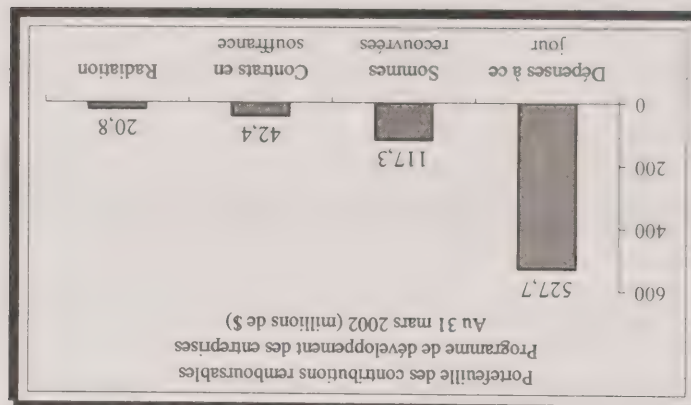 Portefeuille des contributions remboursables
Programme de développement des entreprises
Au 31 mars 2002 (millions de $)
600
400
200
0
527,7
117,3
42,4
20,8
Dépenses à ce
jour
Sommes
recouvrées
Contrats en
souffrance
Radiation